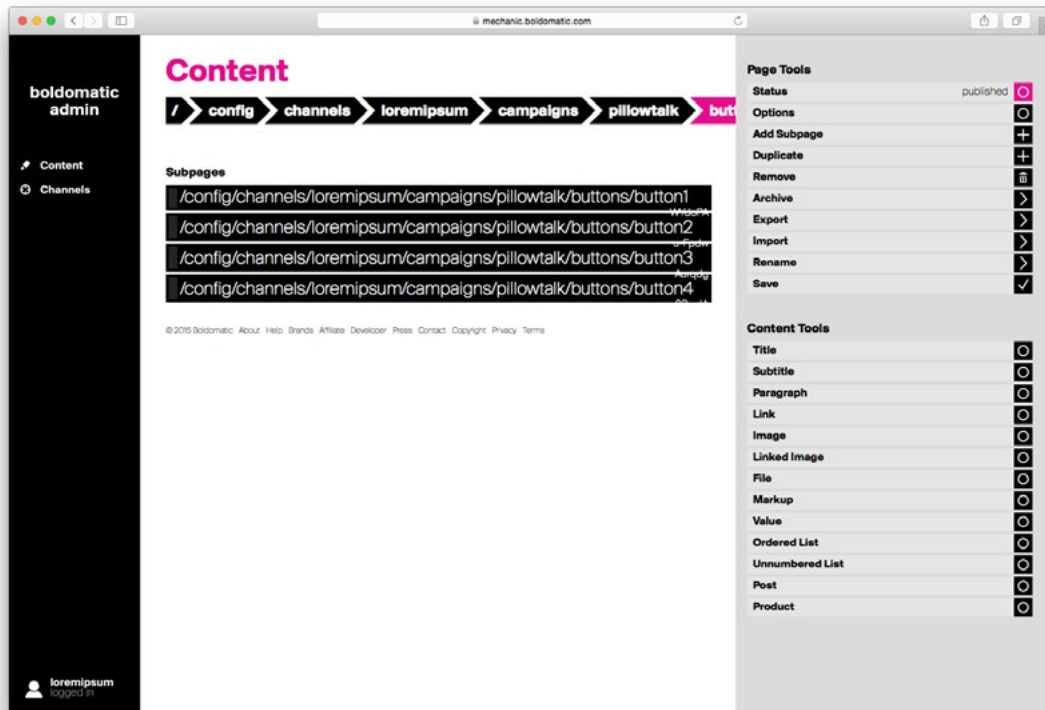 mechanic.boldomatic.com
boldomatic
admin
Content
Channels
loremipsum
logged in
Content
/ config channels loremipsum campaigns pillowtalk
Subpages
/config/channels/loremipsum/campaigns/pillowtalk/buttons/button1
/config/channels/loremipsum/campaigns/pillowtalk/buttons/button2
/config/channels/loremipsum/campaigns/pillowtalk/buttons/button3
/config/channels/loremipsum/campaigns/pillowtalk/buttons/button4
© 2015 Boldomatic About Help Brands Affiliate Developer Press Contact Copyright Privacy Terms
Page Tools
Status published
Options
Add Subpage
Duplicate
Remove
Archive
Export
Import
Rename
Save
Content Tools
Title
Subtitle
Paragraph
Link
Image
Linked Image
File
Markup
Value
Ordered List
Unnumbered List
Post
Product